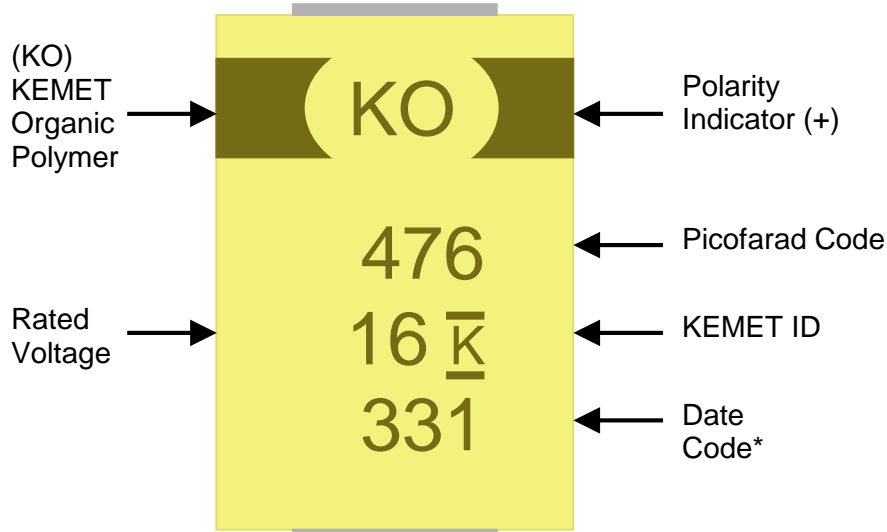 (KO)
KEMET
Organic
Polymer
KO
Polarity
Indicator (+)
476
Picofarad Code
Rated
Voltage
16 K
KEMET ID
331
Date
Code*